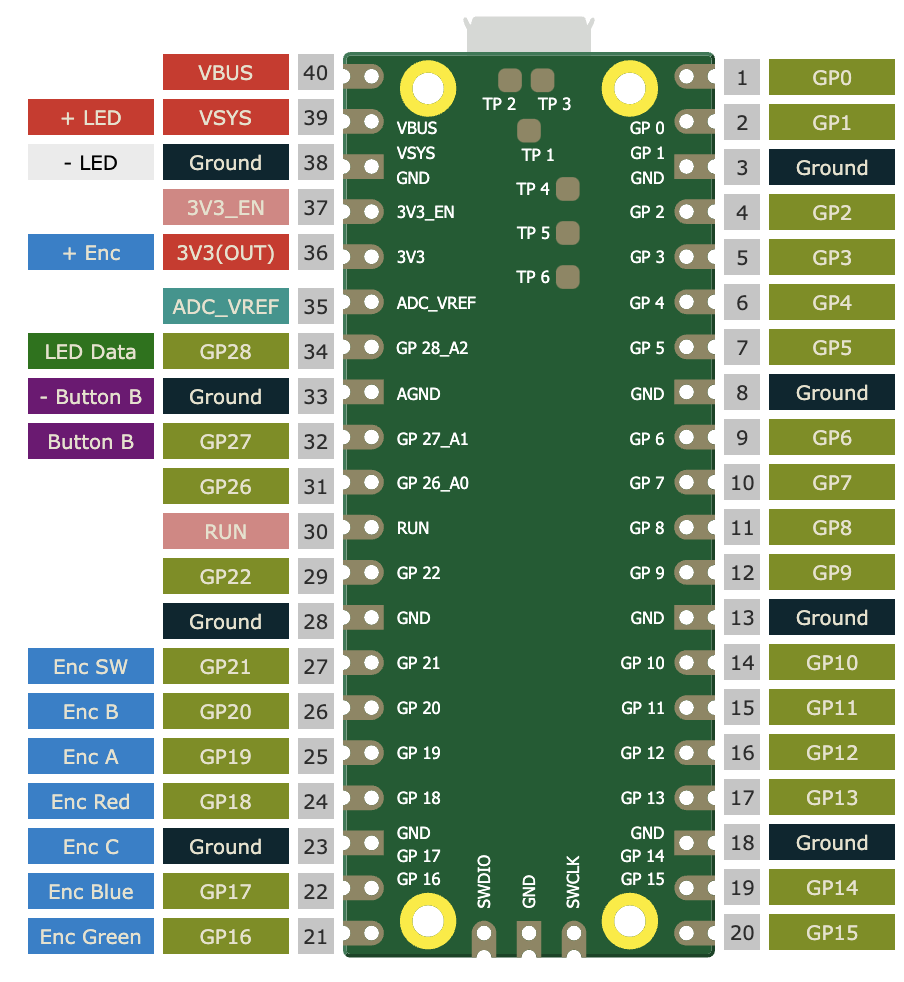 VBUS 40
+ LED VSYS 39
- LED Ground 38
3V3_EN 37
+ Enc 3V3(OUT) 36
ADC_VREF 35
LED Data GP28 34
- Button B Ground 33
Button B GP27 32
GP26 31
RUN 30
GP22 29
Ground 28
Enc SW GP21 27
Enc B GP20 26
Enc A GP19 25
Enc Red GP18 24
Enc C Ground 23
Enc Blue GP17 22
Enc Green GP16 21
TP 2 TP 3
TP 1
TP 4
TP 5
TP 6
VBUS
VSYS
GND
3V3_EN
3V3
ADC_VREF
GP 28_A2
AGND
GP 27_A1
GP 26_A0
RUN
GP 22
GND
GP 21
GP 20
GP 19
GP 18
GND
GP 17
GP 16
SWDIO
GND
SWCLK
GP 0
GP 1
GND
GP 2
GP 3
GP 4
GP 5
GND
GP 6
GP 7
GP 8
GP 9
GND
GP 10
GP 11
GP 12
GP 13
GND
GP 14
GP 15
1 GP0
2 GP1
3 Ground
4 GP2
5 GP3
6 GP4
7 GP5
8 Ground
9 GP6
10 GP7
11 GP8
12 GP9
13 Ground
14 GP10
15 GP11
16 GP12
17 GP13
18 Ground
19 GP14
20 GP15